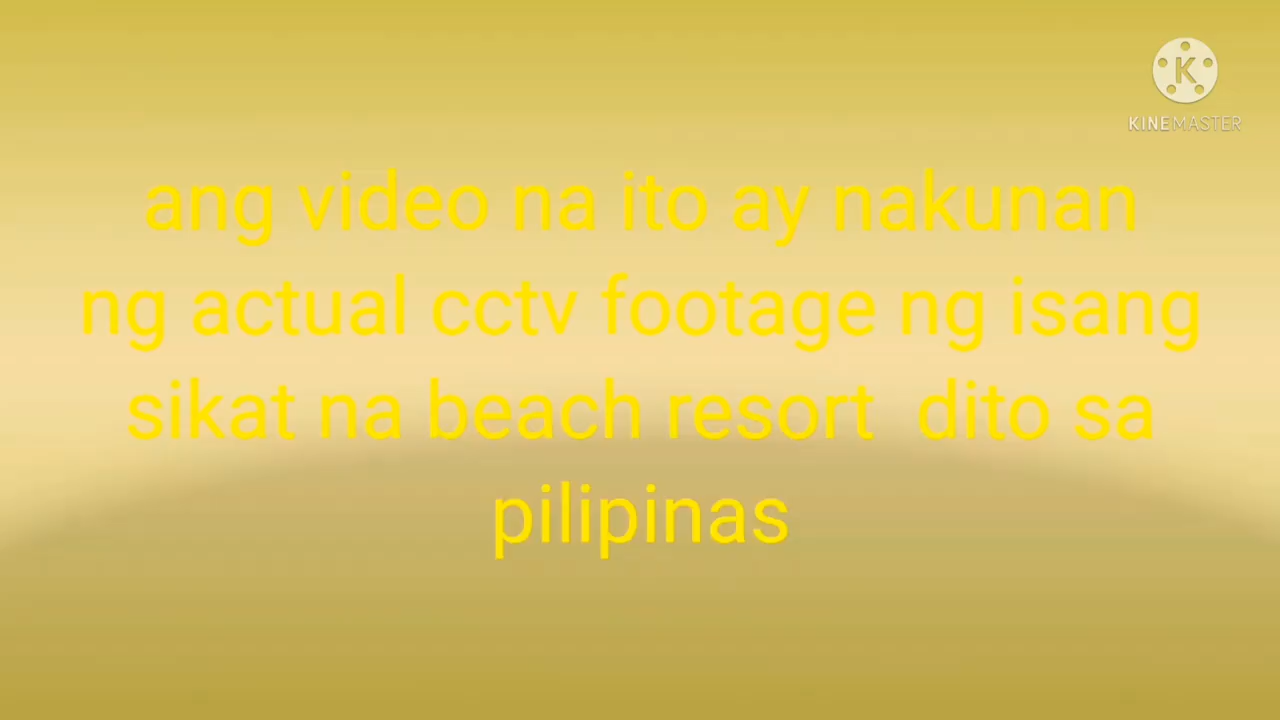 K
KINEMASTER
ang video na ito ay nakunan
ng actual cctv footage ng isang
sikat na beach resort  dito sa
pilipinas